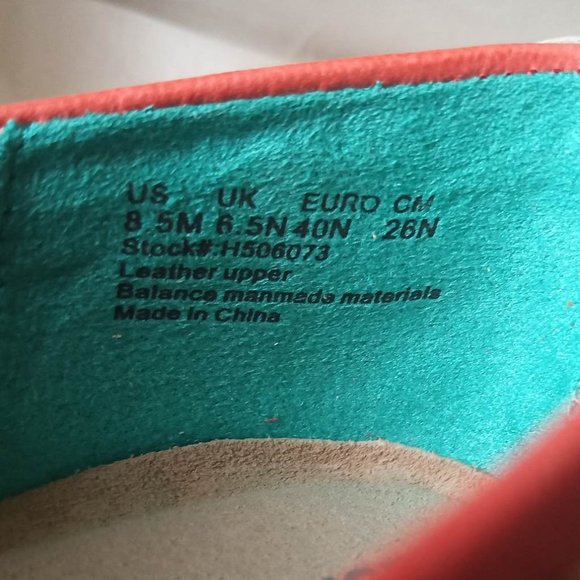 US UK EURO CM
8 5M 6.5N 40N 26N
Stock#:H506073
Leather upper
Balance manmade materials
Made in China